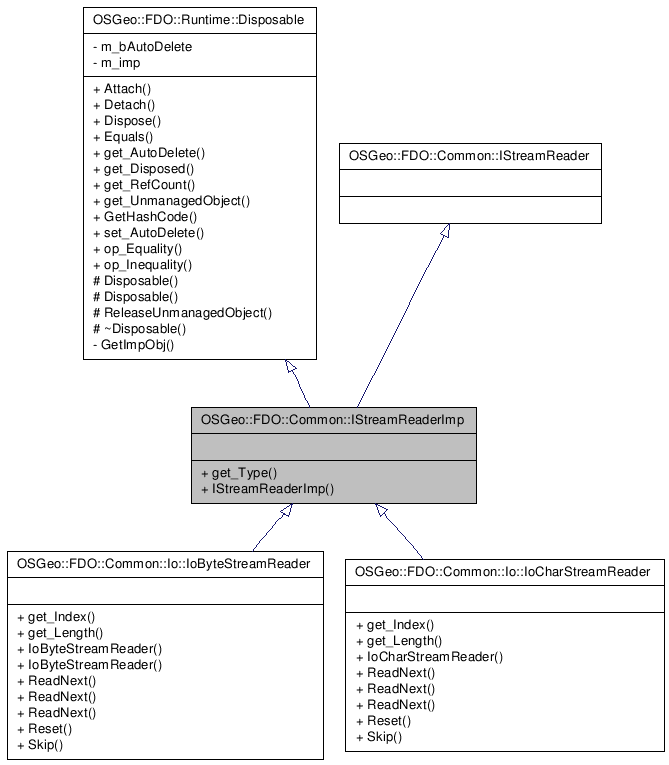 OSGeo::FDO::Runtime::Disposable
- m_bAutoDelete
- m_imp
+ Attach()
+ Detach()
+ Dispose()
+ Equals()
+ get_AutoDelete()
+ get_Disposed()
+ get_RefCount()
+ get_UnmanagedObject()
+ GetHashCode()
+ set_AutoDelete()
+ op_Equality()
+ op_Inequality()
# Disposable()
# Disposable()
# ReleaseUnmanagedObject()
# ~Disposable()
- GetImpObj()
OSGeo::FDO::Common::IStreamReader
OSGeo::FDO::Common::IStreamReaderImp
+ get_Type()
+ IStreamReaderImp()
OSGeo::FDO::Common::Io::IoByteStreamReader
+ get_Index()
+ get_Length()
+ IoByteStreamReader()
+ IoByteStreamReader()
+ ReadNext()
+ ReadNext()
+ ReadNext()
+ Reset()
+ Skip()
OSGeo::FDO::Common::Io::IoCharStreamReader
+ get_Index()
+ get_Length()
+ IoCharStreamReader()
+ ReadNext()
+ ReadNext()
+ ReadNext()
+ Reset()
+ Skip()